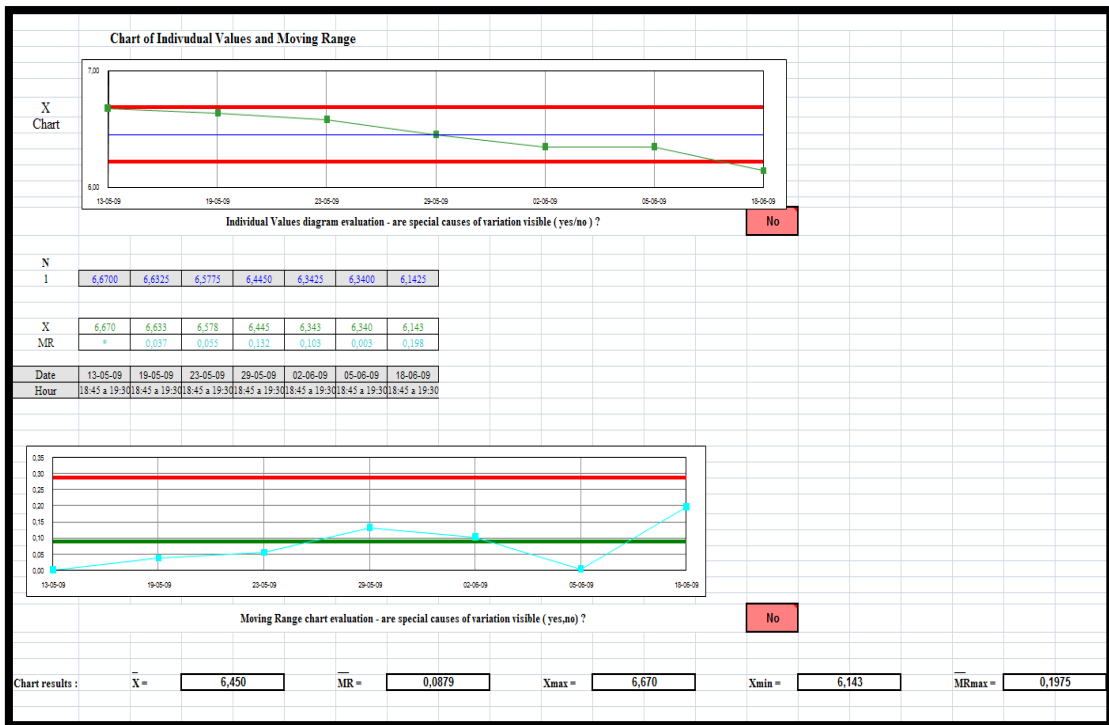 Chart of Indivudual Values and Moving Range
X
Chart
7,00
6,00
13-05-09 19-05-09 23-05-09 29-05-09 02-06-09 05-06-09 18-06-09
Individual Values diagram evaluation - are special causes of variation visible ( yes/no ) ?
No
N
1 6,6700 6,6325 6,5775 6,4450 6,3425 6,3400 6,1425
X 6,670 6,633 6,578 6,445 6,343 6,340 6,143
MR * 0,037 0,055 0,132 0,103 0,003 0,198
Date 13-05-09 19-05-09 23-05-09 29-05-09 02-06-09 05-06-09 18-06-09
Hour 18:45 a 19:30 18:45 a 19:30 18:45 a 19:30 18:45 a 19:30 18:45 a 19:30 18:45 a 19:30 18:45 a 19:30
0,35
0,30
0,25
0,20
0,15
0,10
0,05
0,00
13-05-09 19-05-09 23-05-09 29-05-09 02-06-09 05-06-09 18-06-09
Moving Range chart evaluation - are special causes of variation visible ( yes,no) ?
No
Chart results : X = 6,450 MR = 0,0879 Xmax = 6,670 Xmin = 6,143 MRmax = 0,1975